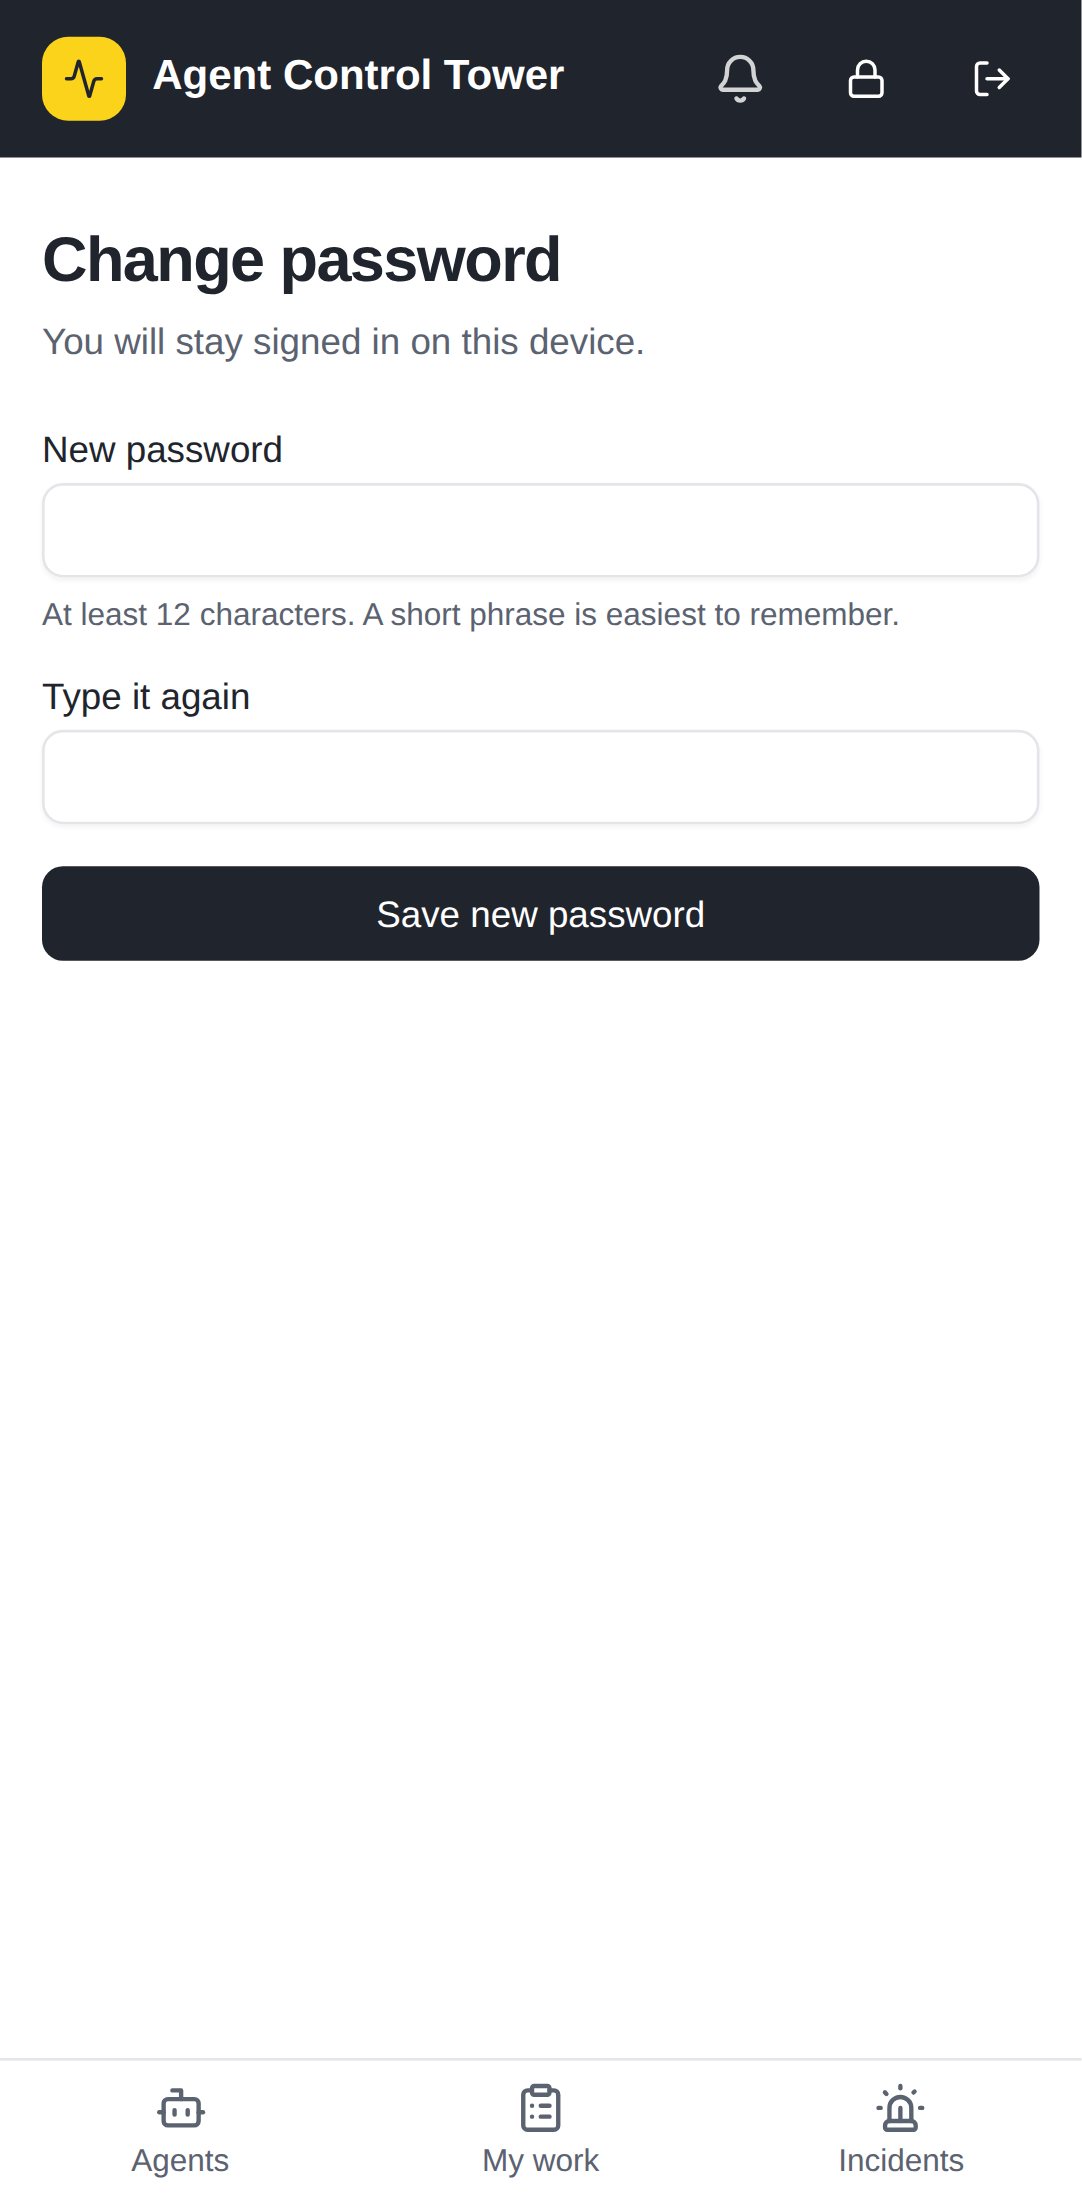 Agent Control Tower
Change password
You will stay signed in on this device.
New password
At least 12 characters. A short phrase is easiest to remember.
Type it again
Save new password
Agents
My work
Incidents